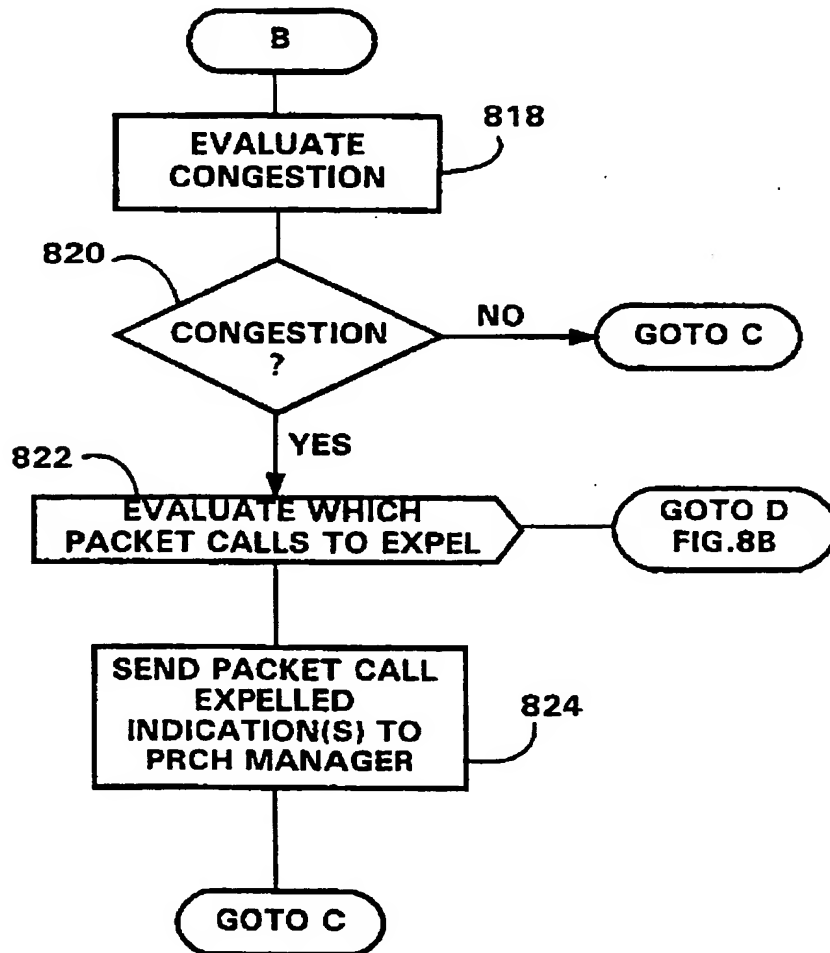 B
EVALUATE
CONGESTION
818
820
CONGESTION
?
NO
GOTO C
YES
822
EVALUATE WHICH
PACKET CALLS TO EXPEL
GOTO D
FIG.8B
SEND PACKET CALL
EXPELLED
INDICATION(S) TO
PRCH MANAGER
824
GOTO C